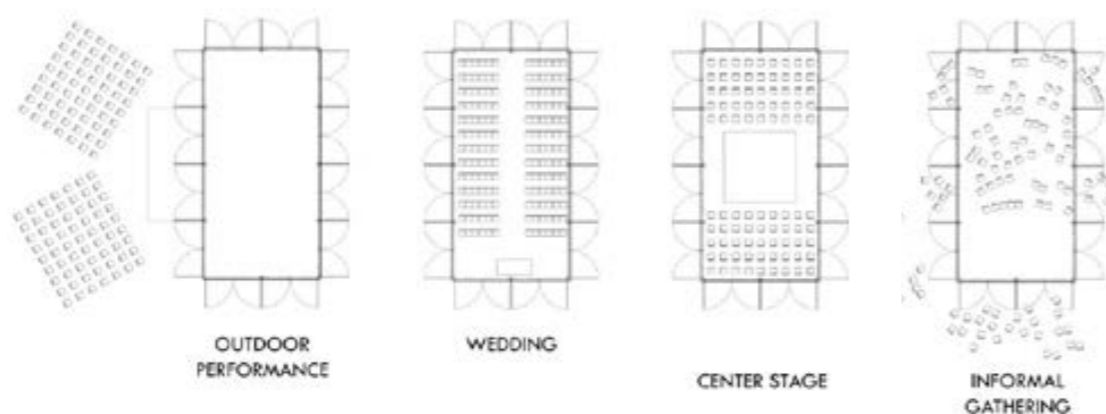 OUTDOOR
PERFORMANCE
WEDDING
CENTER STAGE
INFORMAL
GATHERING